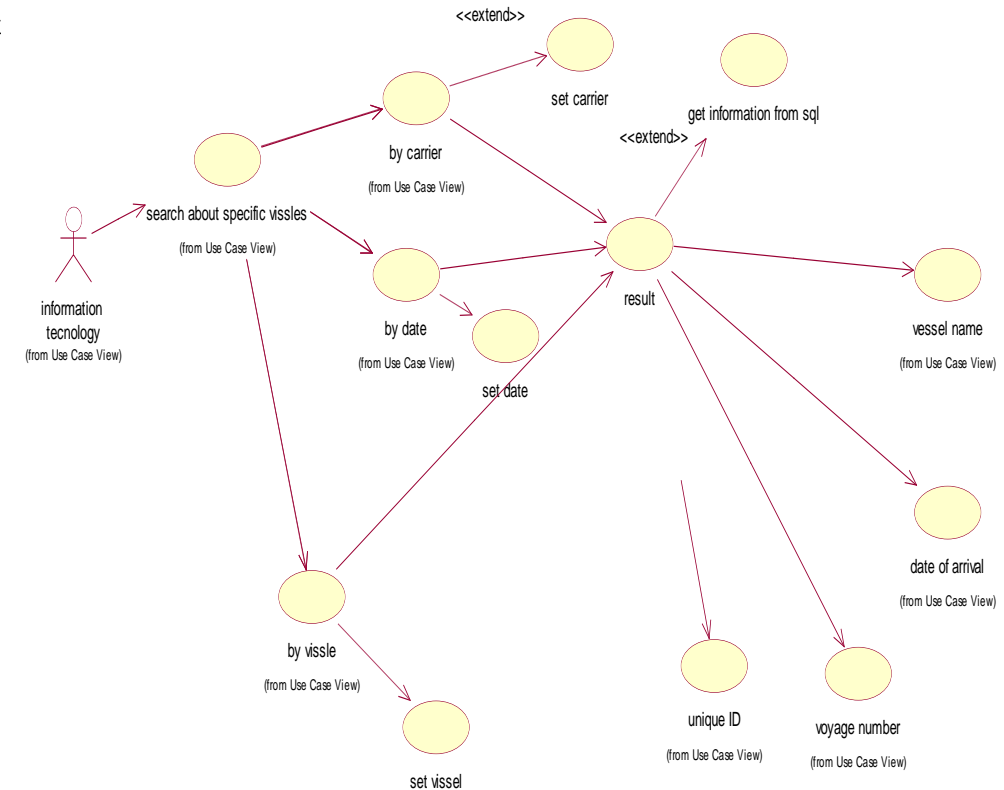 <<extend>>
set carrier
get information from sql
<<extend>>
by carrier
(from Use Case View)
search about specific vissles
(from Use Case View)
information
tecnology
(from Use Case View)
by date
(from Use Case View)
set date
result
vessel name
(from Use Case View)
date of arrival
(from Use Case View)
by vissle
(from Use Case View)
set vissel
unique ID
(from Use Case View)
voyage number
(from Use Case View)